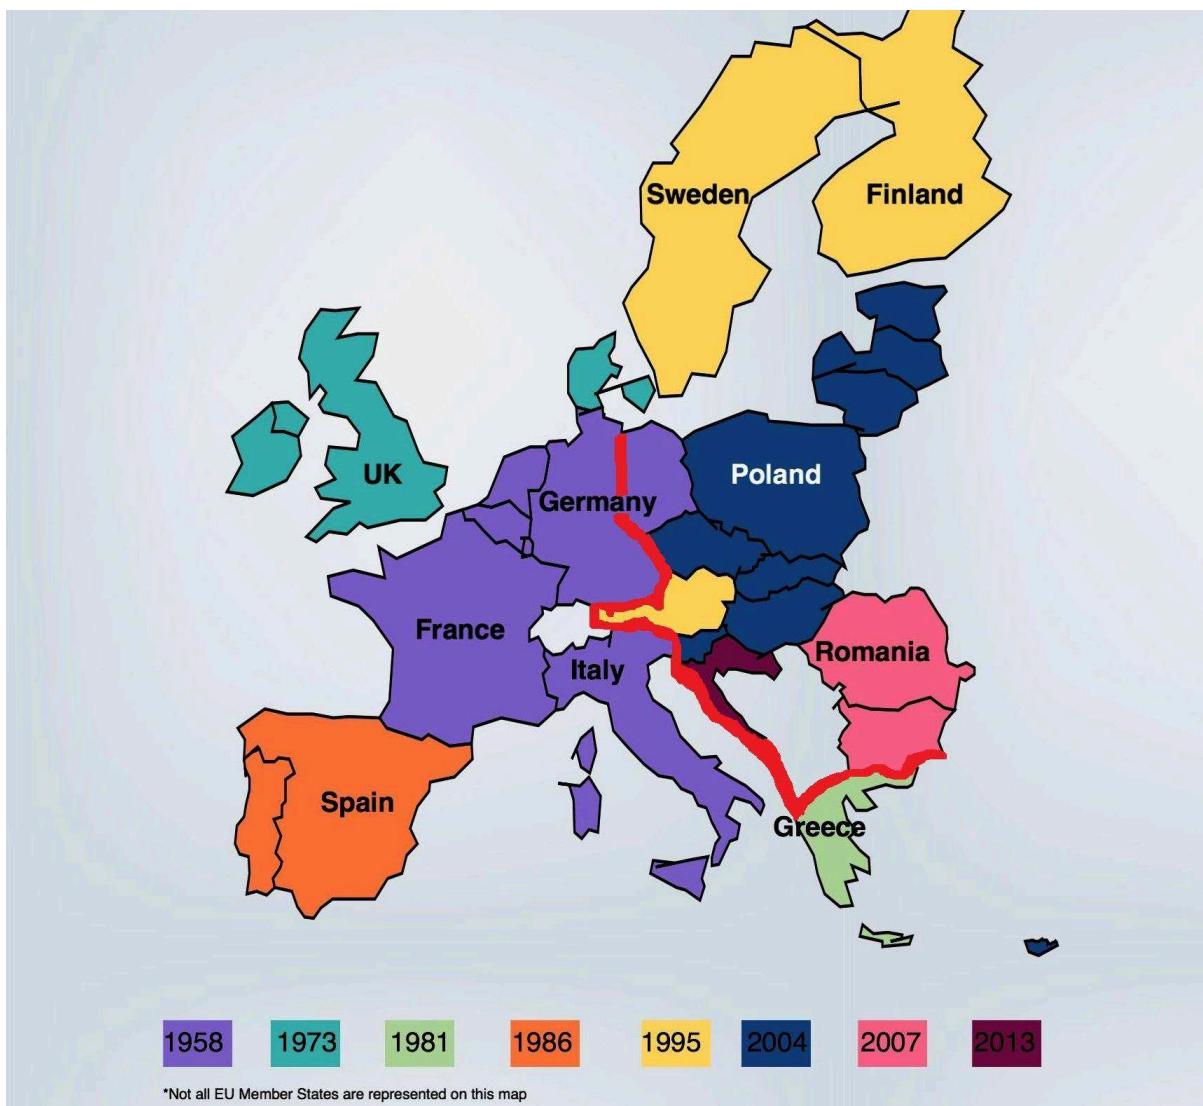 Sweden
Finland
UK
Poland
Germany
France
Italy
Romania
Spain
Greece
1958
1973
1981
1986
1995
2004
2007
2013
*Not all EU Member States are represented on this map